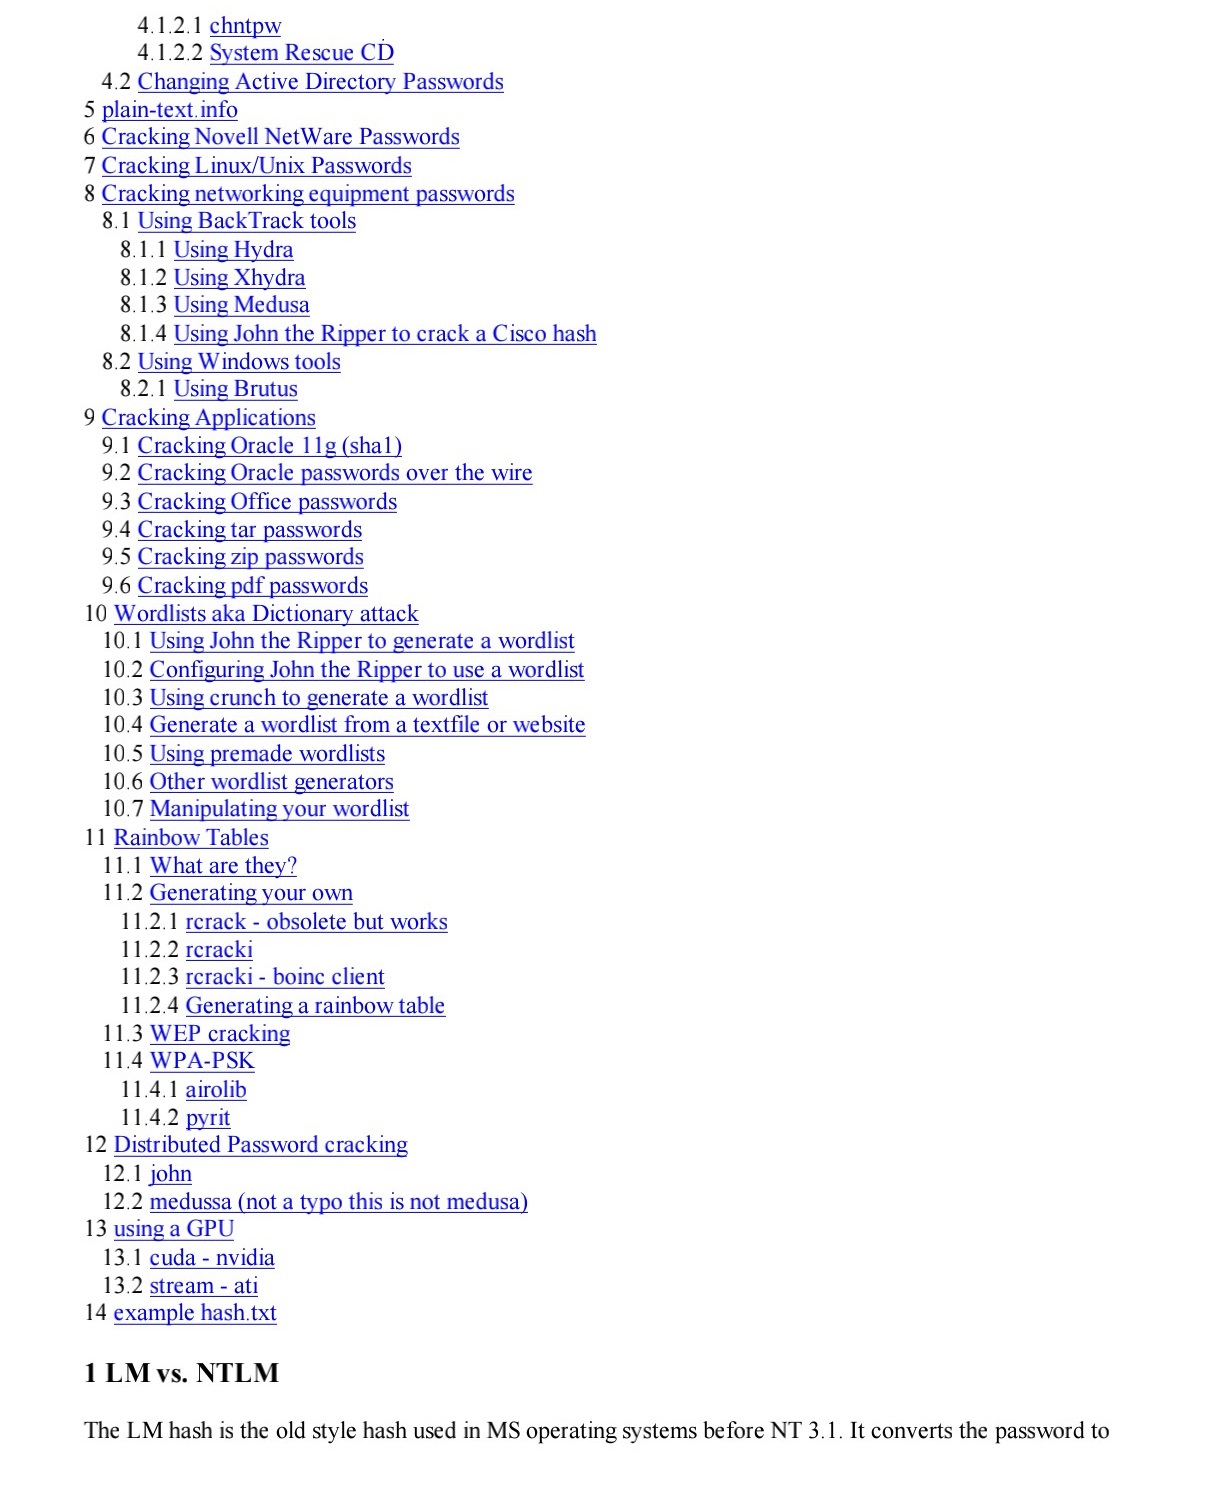 4.1.2.1 chntpw
4.1.2.2 System Rescue CD
4.2 Changing Active Directory Passwords
5 plain-text.info
6 Cracking Novell NetWare Passwords
7 Cracking Linux/Unix Passwords
8 Cracking networking equipment passwords
8.1 Using BackTrack tools
8.1.1 Using Hydra
8.1.2 Using Xhydra
8.1.3 Using Medusa
8.1.4 Using John the Ripper to crack a Cisco hash
8.2 Using Windows tools
8.2.1 Using Brutus
9 Cracking Applications
9.1 Cracking Oracle 11g (sha1)
9.2 Cracking Oracle passwords over the wire
9.3 Cracking Office passwords
9.4 Cracking tar passwords
9.5 Cracking zip passwords
9.6 Cracking pdf passwords
10 Wordlists aka Dictionary attack
10.1 Using John the Ripper to generate a wordlist
10.2 Configuring John the Ripper to use a wordlist
10.3 Using crunch to generate a wordlist
10.4 Generate a wordlist from a textfile or website
10.5 Using premade wordlists
10.6 Other wordlist generators
10.7 Manipulating your wordlist
11 Rainbow Tables
11.1 What are they?
11.2 Generating your own
11.2.1 rcrack - obsolete but works
11.2.2 rcracki
11.2.3 rcracki - boinc client
11.2.4 Generating a rainbow table
11.3 WEP cracking
11.4 WPA-PSK
11.4.1 airolib
11.4.2 pyrit
12 Distributed Password cracking
12.1 john
12.2 medussa (not a typo this is not medusa)
13 using a GPU
13.1 cuda - nvidia
13.2 stream - ati
14 example hash.txt
1 LM vs. NTLM
The LM hash is the old style hash used in MS operating systems before NT 3.1. It converts the password to